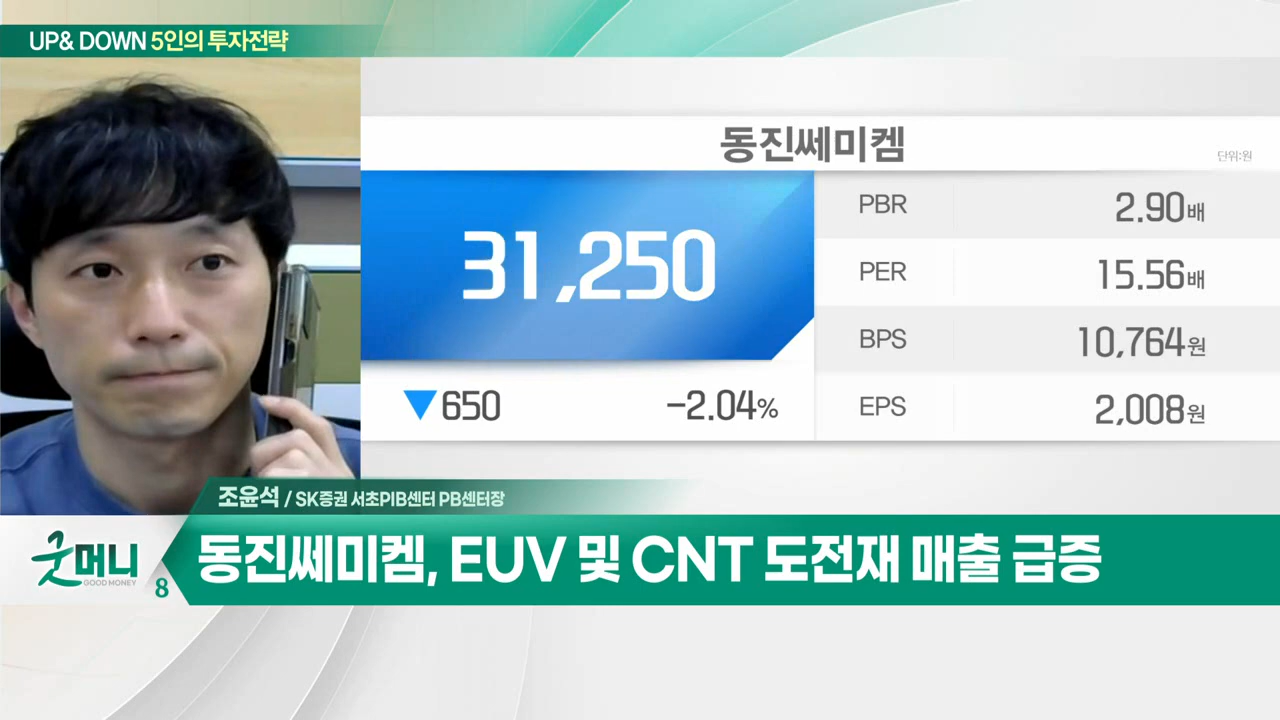 UP& DOWN 5인의 투자전략
동진쎄미켐
단위:원
31,250
▼650 -2.04%
PBR 2.90배
PER 15.56배
BPS 10,764원
EPS 2,008원
조윤석 / SK증권 서초PIB센터 PB센터장
굿머니
GOOD MONEY
8
동진쎄미켐, EUV 및 CNT 도전재 매출 급증